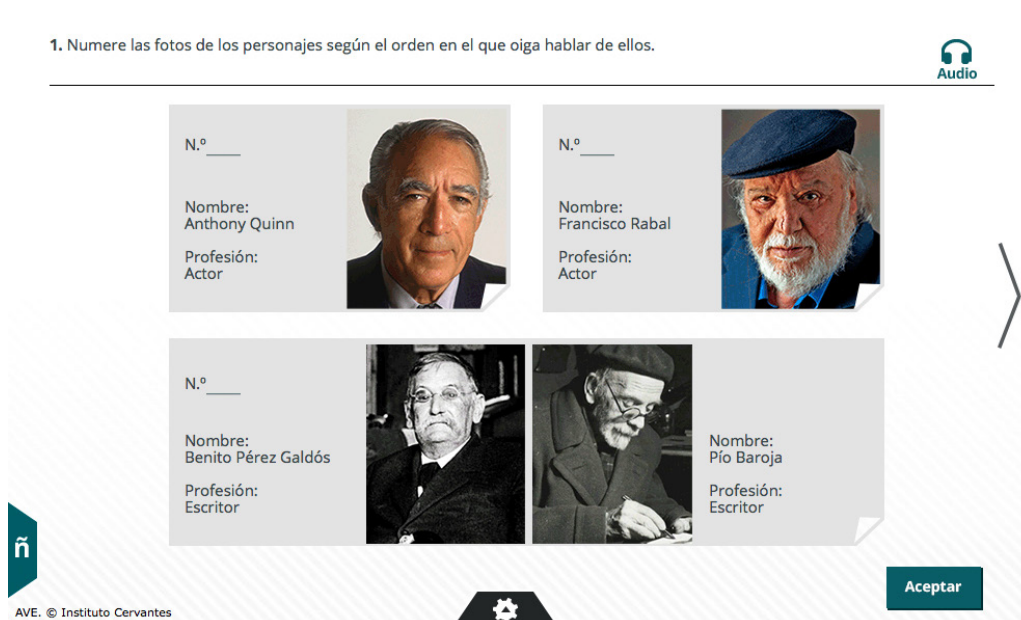 1. Numere las fotos de los personajes según el orden en el que oiga hablar de ellos.
Audio
N.º____
Nombre:
Anthony Quinn
Profesión:
Actor
N.º____
Nombre:
Francisco Rabal
Profesión:
Actor
N.º____
Nombre:
Benito Pérez Galdós
Profesión:
Escritor
Nombre:
Pío Baroja
Profesión:
Escritor
ñ
Aceptar
AVE. © Instituto Cervantes